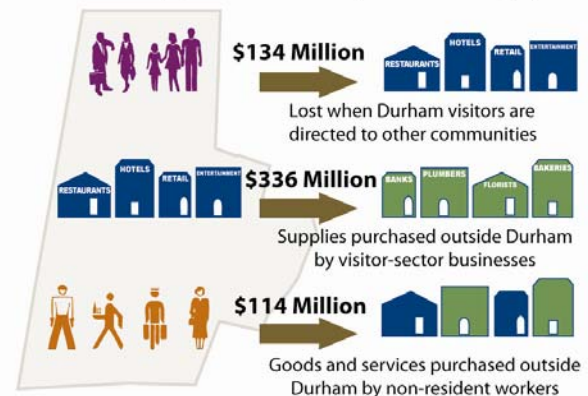 $134 Million
RESTAURANTS
HOTELS
RETAIL
ENTERTAINMENT
Lost when Durham visitors are
directed to other communities
RESTAURANTS
HOTELS
RETAIL
ENTERTAINMENT
$336 Million
BANKS
PLUMBERS
FLORISTS
BAKERIES
Supplies purchased outside Durham
by visitor-sector businesses
$114 Million
Goods and services purchased outside
Durham by non-resident workers